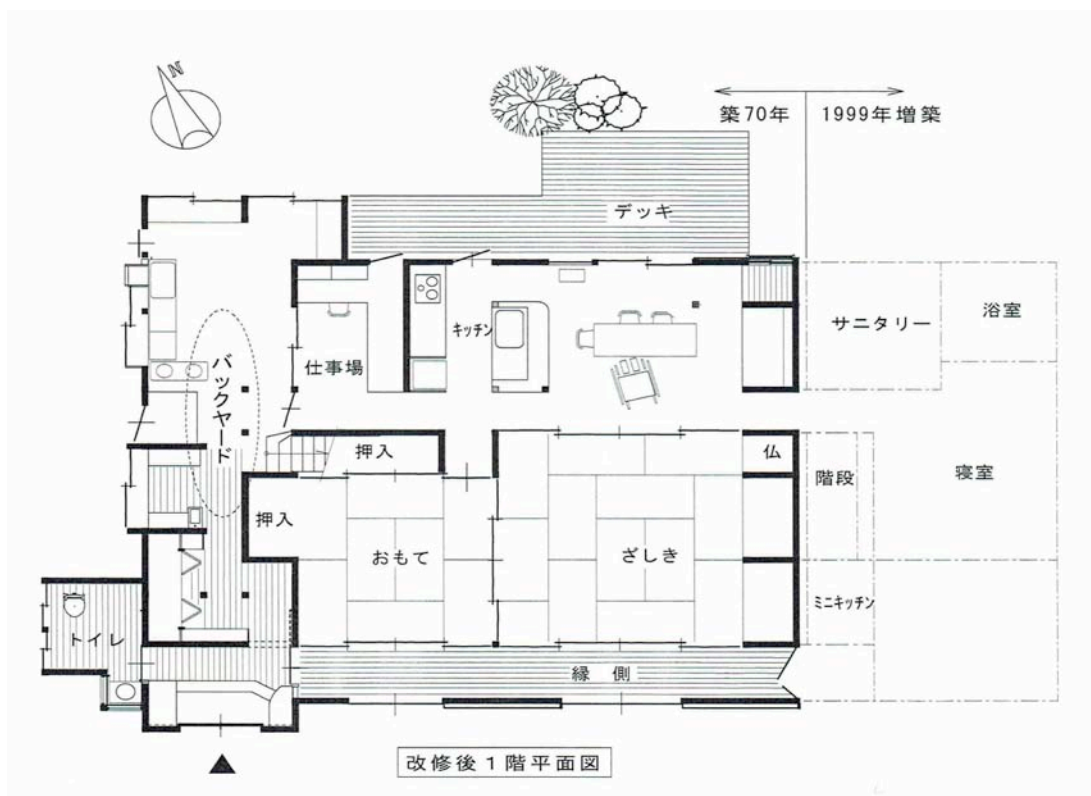 N
築70年
1999年増築
デッキ
サニタリー
浴室
キッチン
仕事場
バックヤード
押入
仏
階段
寝室
押入
おもて
ざしき
ミニキッチン
トイレ
縁側
改修後1階平面図